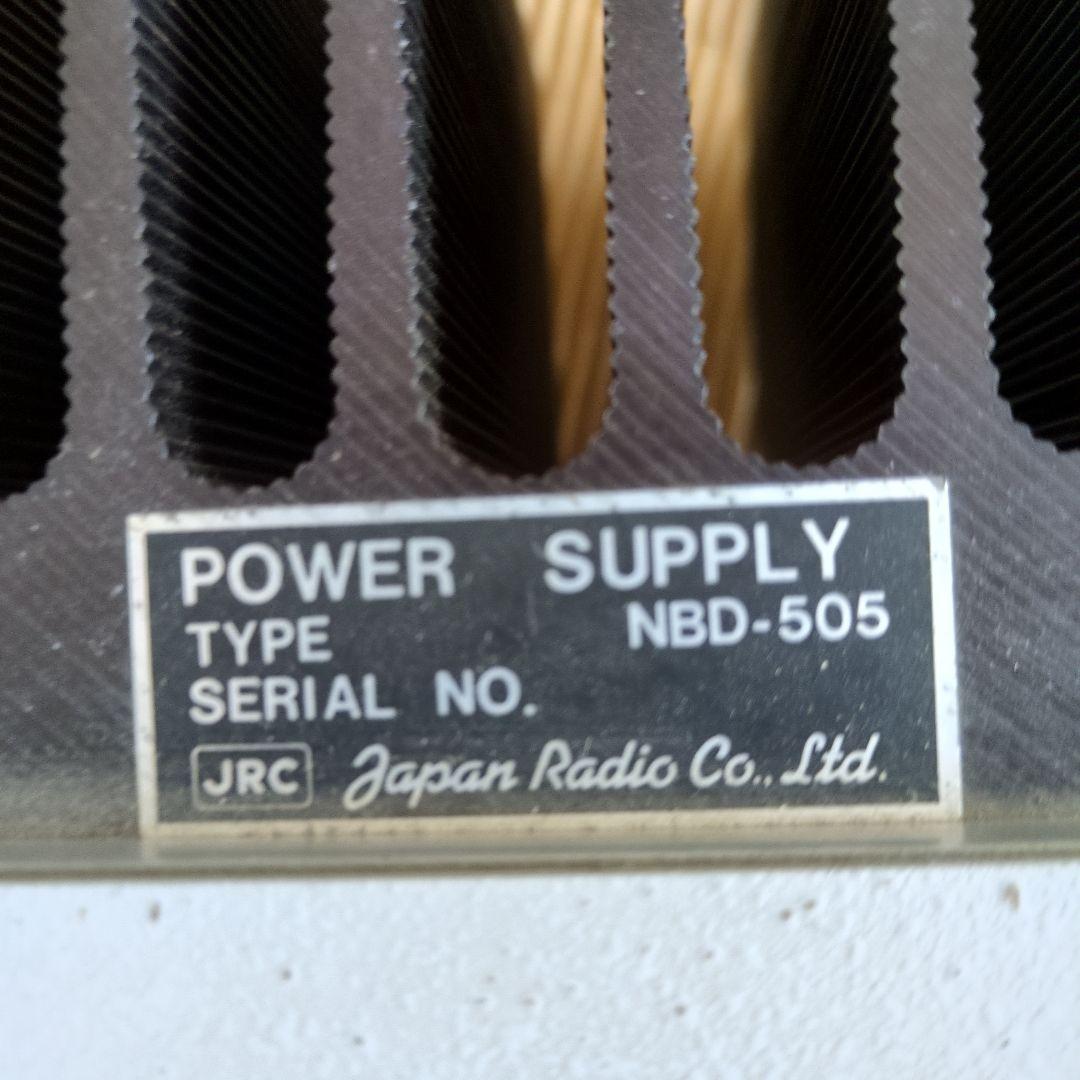 POWER SUPPLY
TYPE NBD-505
SERIAL NO.
JRC Japan Radio Co., Ltd.